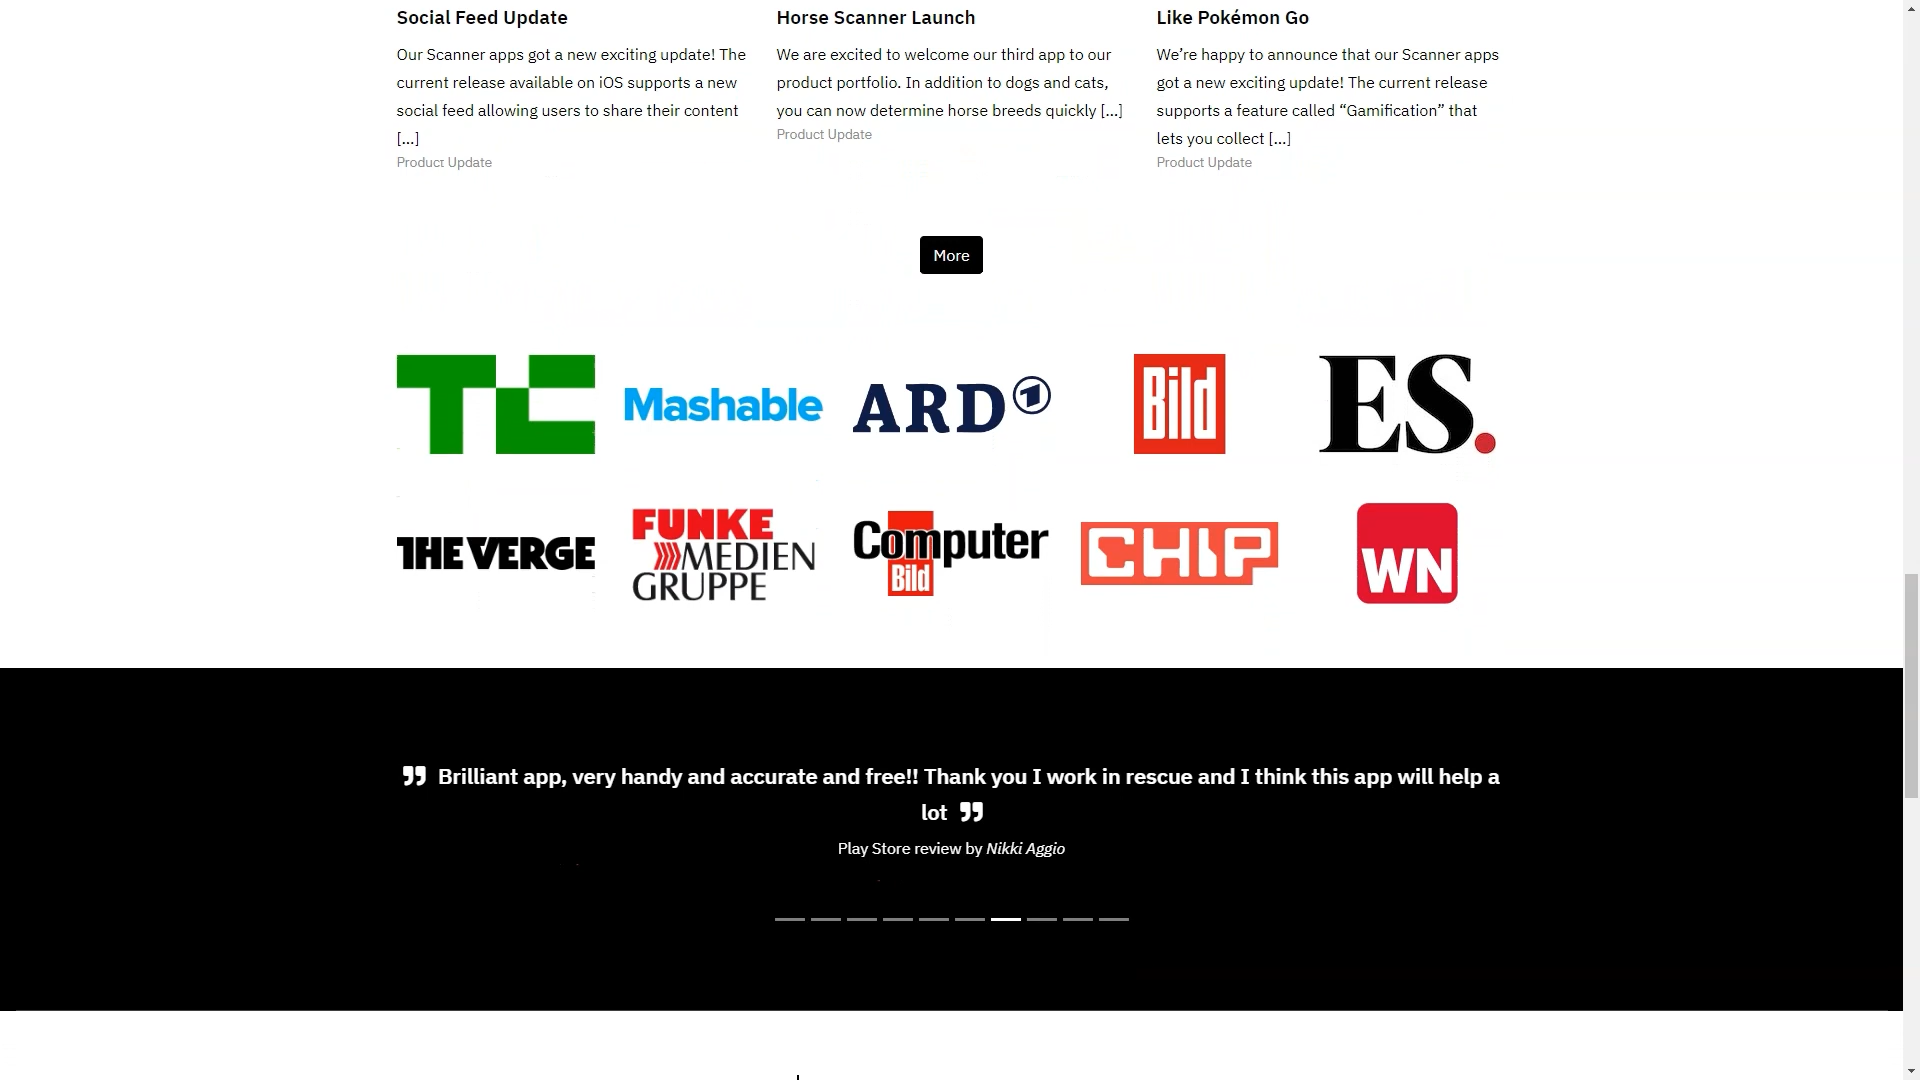 Social Feed Update
Our Scanner apps got a new exciting update! The
current release available on iOS supports a new
social feed allowing users to share their content
[...]
Product Update
Horse Scanner Launch
We are excited to welcome our third app to our
product portfolio. In addition to dogs and cats,
you can now determine horse breeds quickly [...]
Product Update
Like Pokémon Go
We’re happy to announce that our Scanner apps
got a new exciting update! The current release
supports a feature called “Gamification” that
lets you collect [...]
Product Update
More
TC
Mashable
ARD 1
Bild
ES.
THE VERGE
FUNKE
MEDIEN
GRUPPE
Computer
Bild
CHIP
WN
” Brilliant app, very handy and accurate and free!! Thank you I work in rescue and I think this app will help a
lot ”
Play Store review by Nikki Aggio